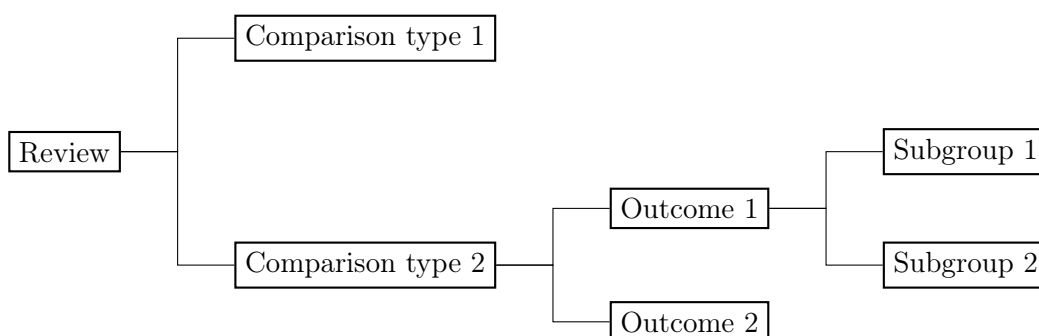 Comparison type 1
Review
Subgroup 1
Outcome 1
Comparison type 2
Subgroup 2
Outcome 2